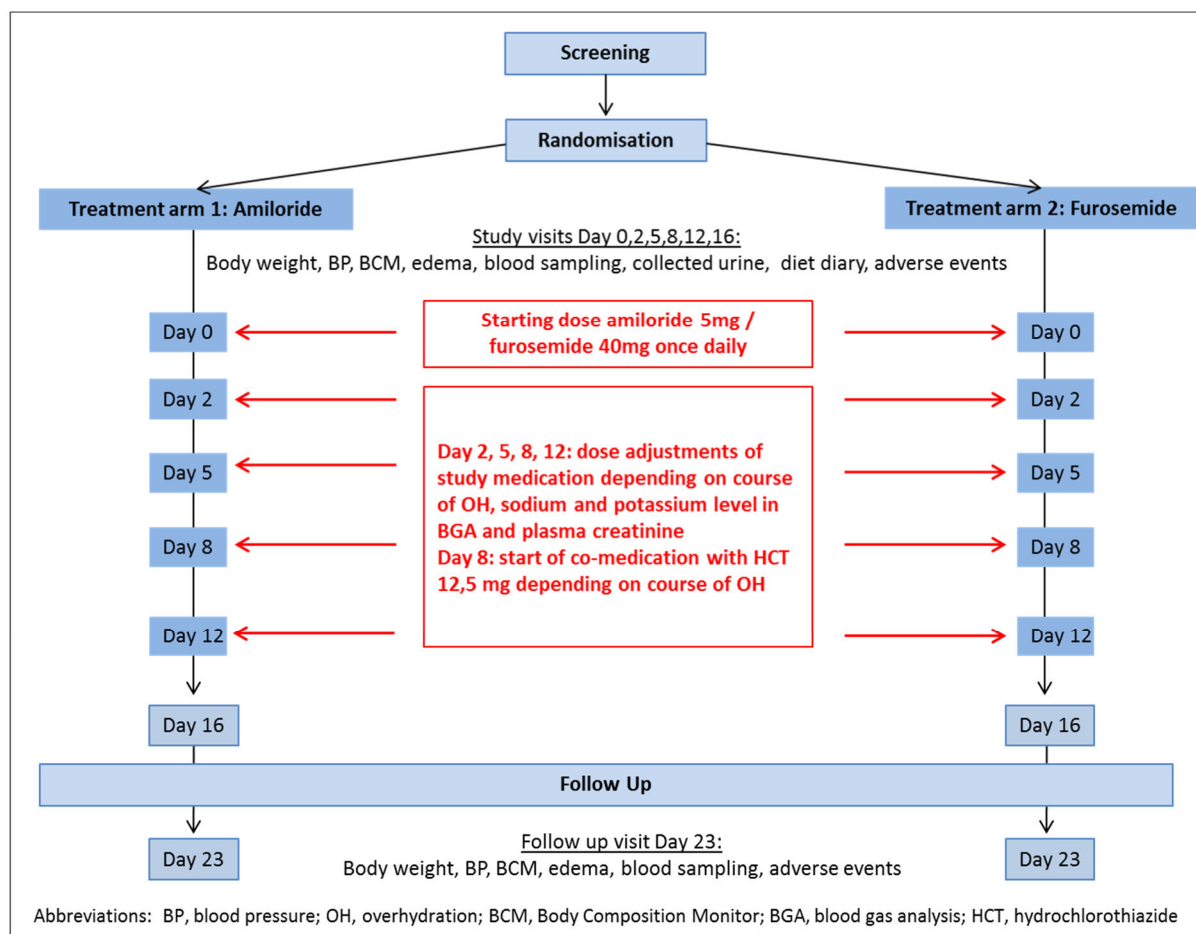 Screening
Randomisation
Treatment arm 1: Amiloride
Treatment arm 2: Furosemide
Study visits Day 0,2,5,8,12,16:
Body weight, BP, BCM, edema, blood sampling, collected urine, diet diary, adverse events
Day 0
Starting dose amiloride 5mg /
furosemide 40mg once daily
Day 0
Day 2
Day 2
Day 5
Day 2, 5, 8, 12: dose adjustments of
study medication depending on course
of OH, sodium and potassium level in
BGA and plasma creatinine
Day 8: start of co-medication with HCT
12,5 mg depending on course of OH
Day 5
Day 8
Day 8
Day 12
Day 12
Day 16
Day 16
Follow Up
Day 23
Follow up visit Day 23:
Body weight, BP, BCM, edema, blood sampling, adverse events
Day 23
Abbreviations: BP, blood pressure; OH, overhydration; BCM, Body Composition Monitor; BGA, blood gas analysis; HCT, hydrochlorothiazide